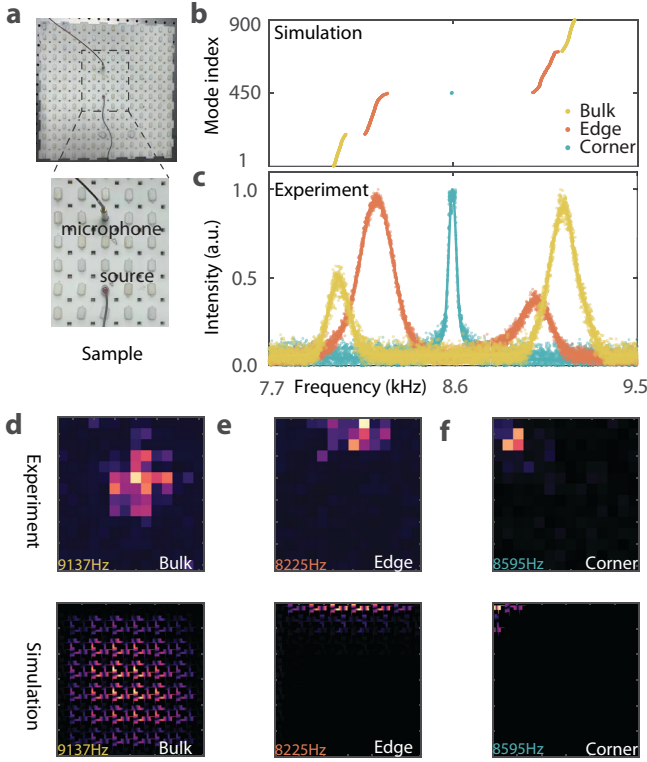 a
microphone
source
Sample
b
900
Simulation
Mode index
450
Bulk
Edge
Corner
1
c
1.0
Experiment
Intensity (a.u.)
0.5
0.0
7.7 Frequency (kHz) 8.6 9.5
d
e
f
Experiment
9137Hz Bulk
8225Hz Edge
8595Hz Corner
Simulation
9137Hz Bulk
8225Hz Edge
8595Hz Corner